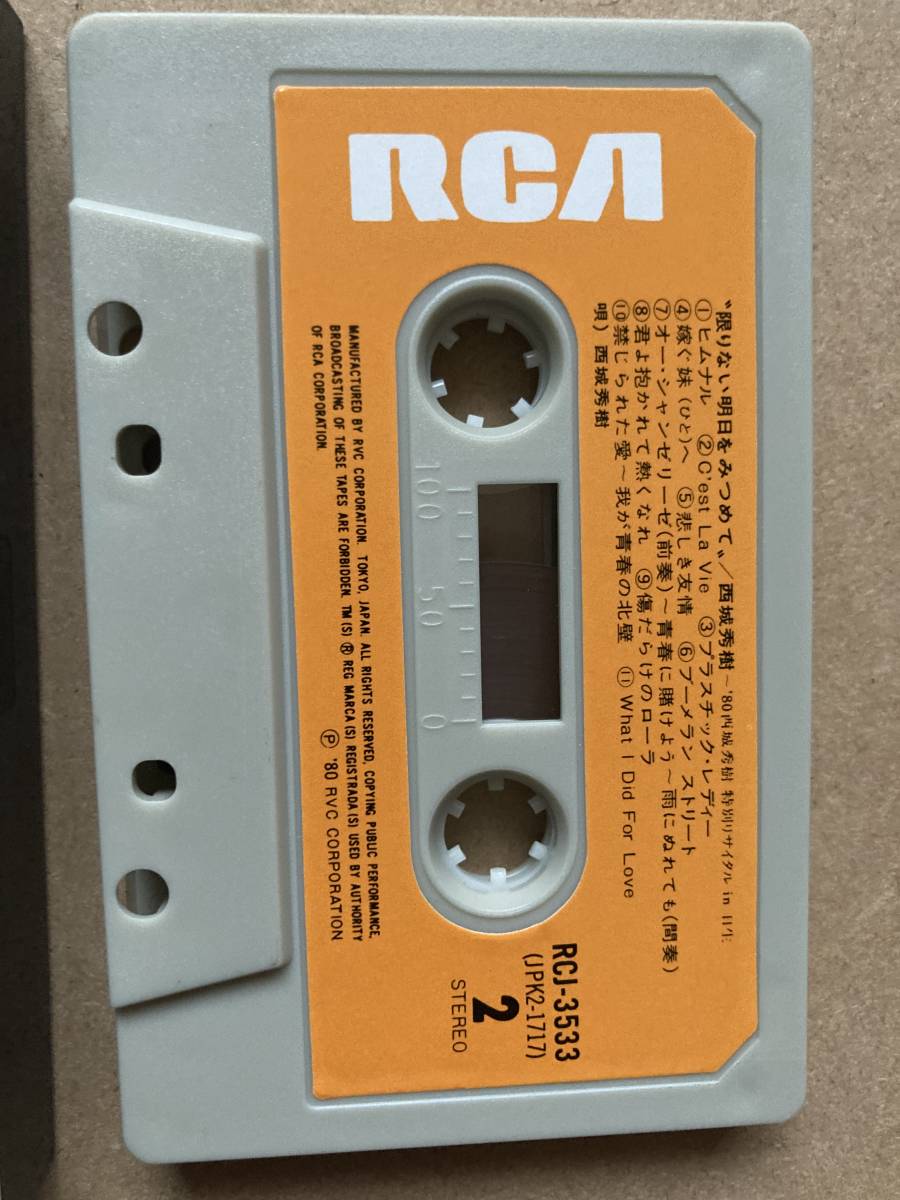 RCA
〝限りない明日をみつめて〟/西城秀樹~'80西城秀樹 特別リサイタル in 日生
①ヒムナル ②C'est La Vie ③プラスチック・レディー
④嫁ぐ妹(ひと)へ ⑤悲しき友情 ⑥ブーメラン ストリート
⑦オー・シャンゼリーゼ(前奏)~青春に賭けよう~雨にぬれても(間奏)
⑧君よ抱かれて熱くなれ ⑨傷だらけのローラ
⑩禁じられた愛~我が青春の北壁 ⑪What I Did For Love
唄) 西城秀樹
100 50 0
RCJ-3533
(JPK2-1717)
2
STEREO
MANUFACTURED BY RVC CORPORATION. TOKYO, JAPAN. ALL RIGHTS RESERVED, COPYING PUBLIC PERFORMANCE,
BROADCASTING OF THESE TAPES ARE FORBIDDEN. TM(S) ® REG MARCA(S) REGISTRADA(S) USED BY AUTHORITY
OF RCA CORPORATION.
Ⓟ '80 RVC CORPORATION